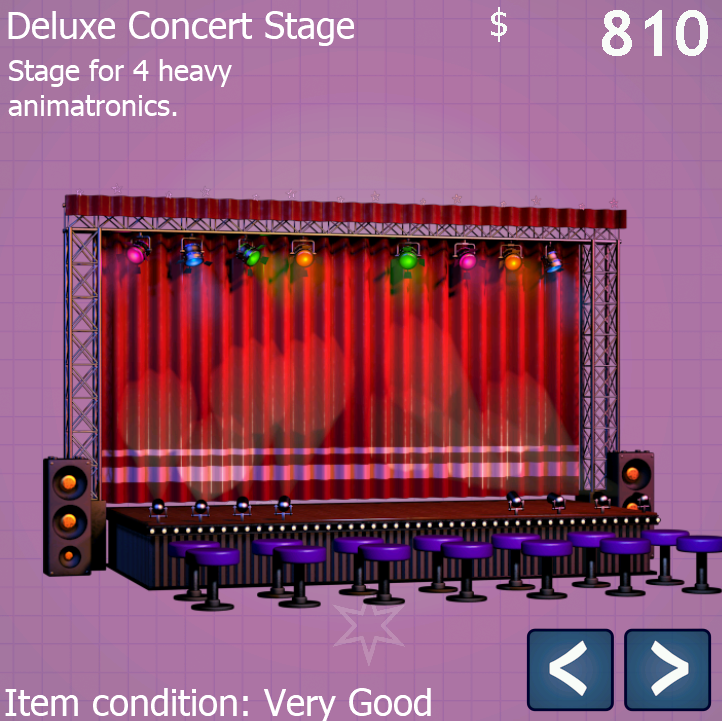 Deluxe Concert Stage
$ 810
Stage for 4 heavy
animatronics.
< >
Item condition: Very Good